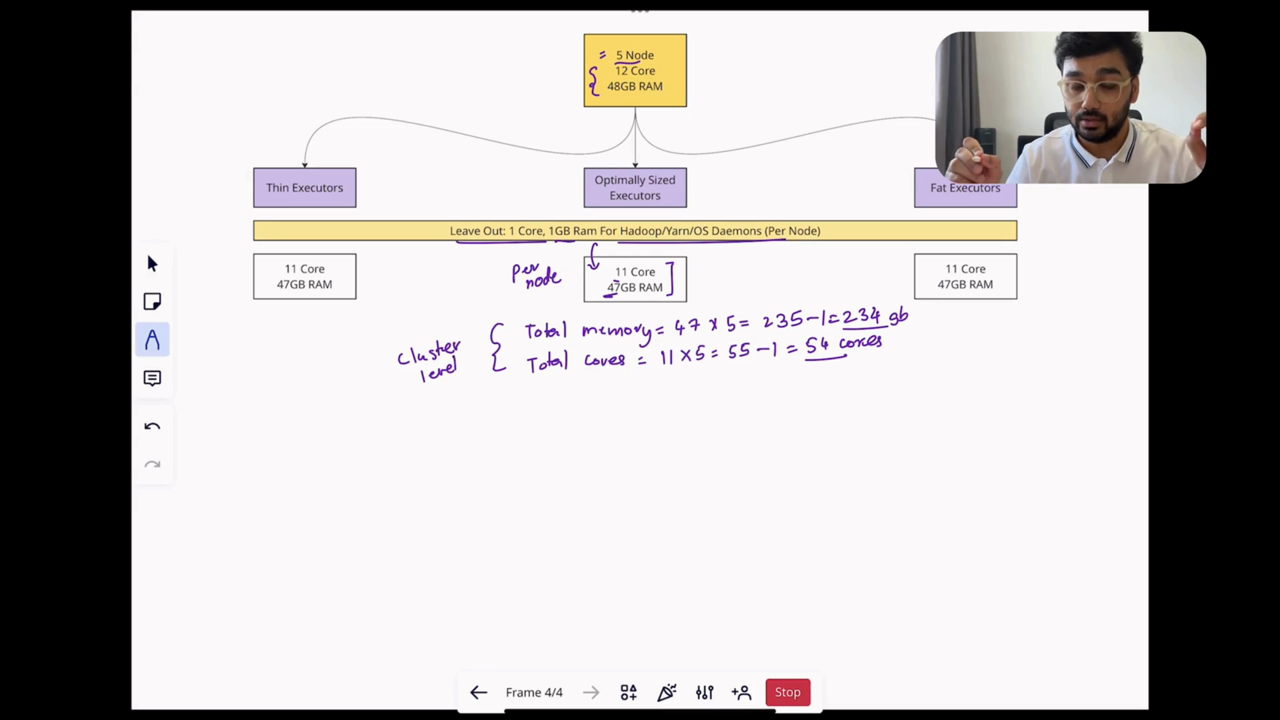 = 5 Node
{ 12 Core
48GB RAM
Thin Executors
Optimally Sized
Executors
Fat Executors
Leave Out: 1 Core, 1GB Ram For Hadoop/Yarn/OS Daemons (Per Node)
11 Core
47GB RAM
Per
node
11 Core
47GB RAM
11 Core
47GB RAM
Cluster
level
Total memory = 47 x 5 = 235 - 1 = 234 gb
Total cores = 11 x 5 = 55 - 1 = 54 cores
Frame 4/4
Stop